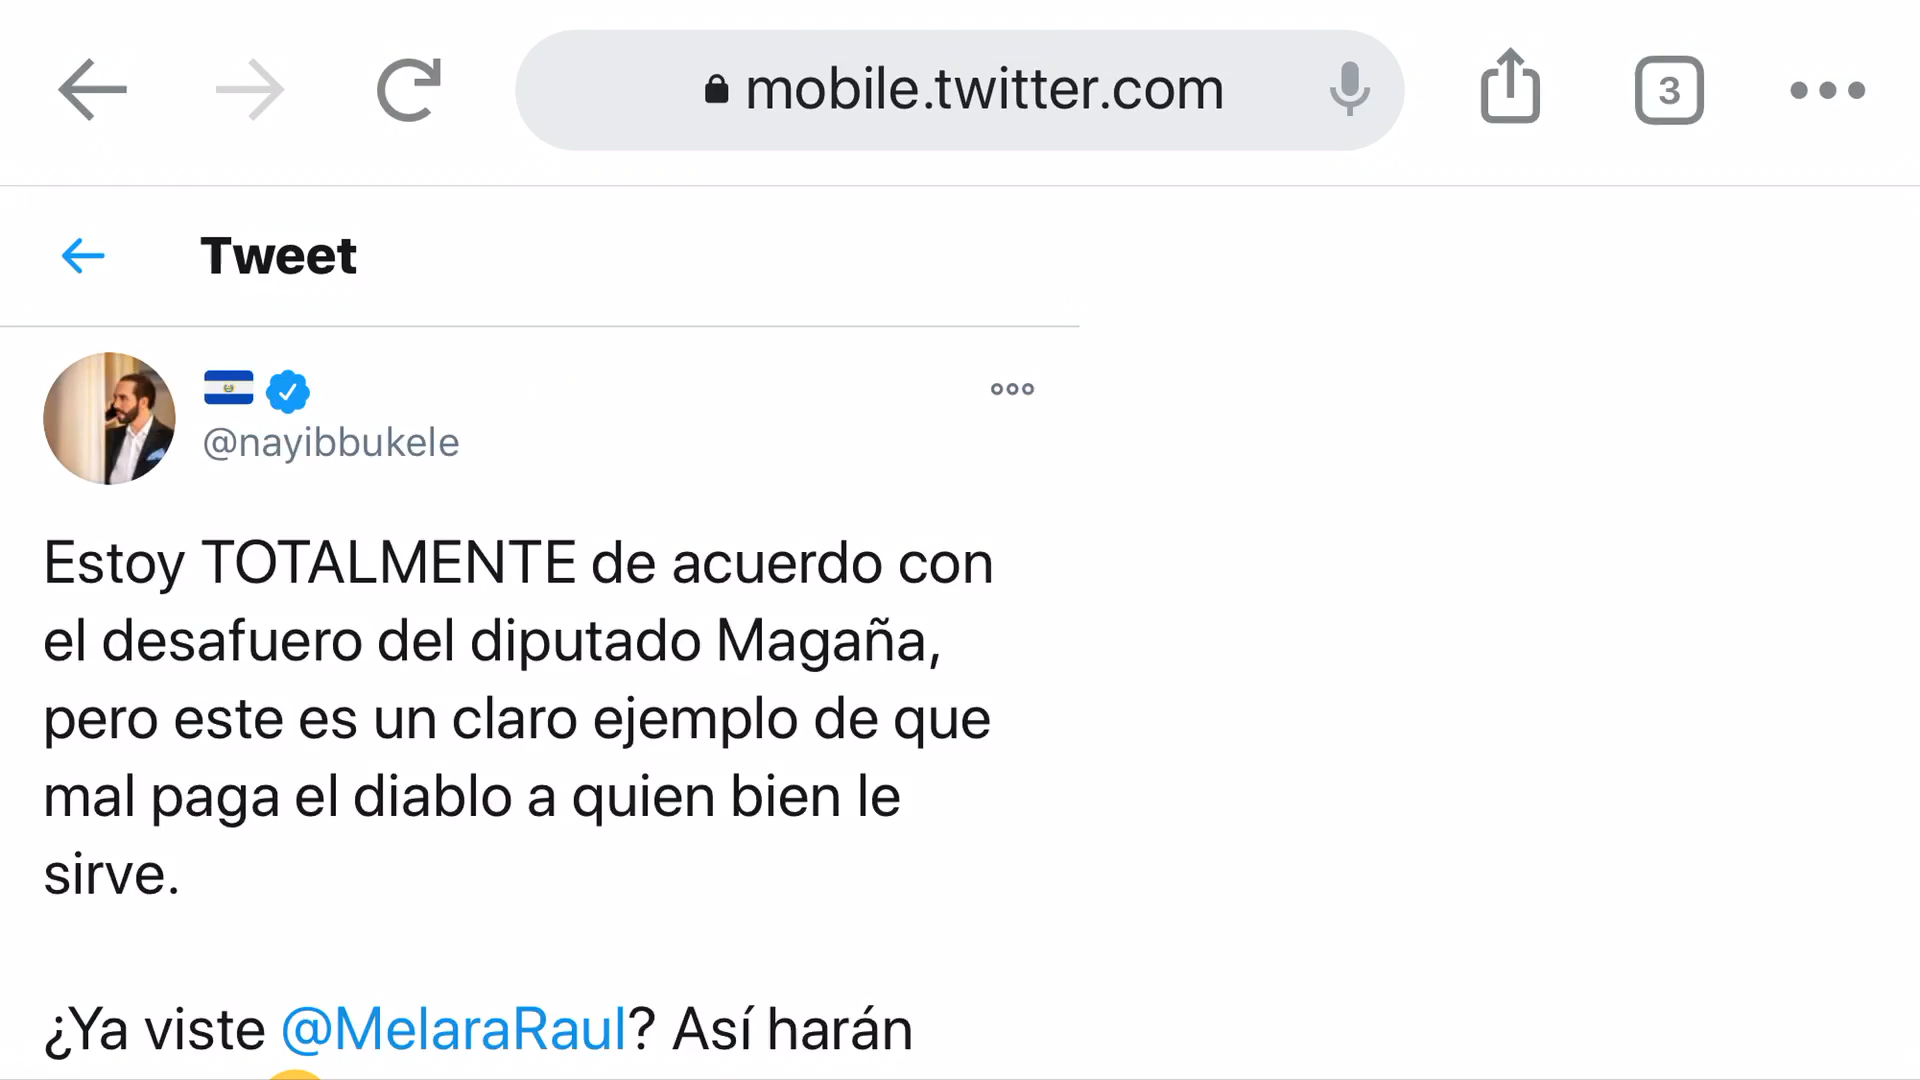 mobile.twitter.com
3
Tweet
@nayibbukele
Estoy TOTALMENTE de acuerdo con
el desafuero del diputado Magaña,
pero este es un claro ejemplo de que
mal paga el diablo a quien bien le
sirve.
¿Ya viste @MelaraRaul? Así harán